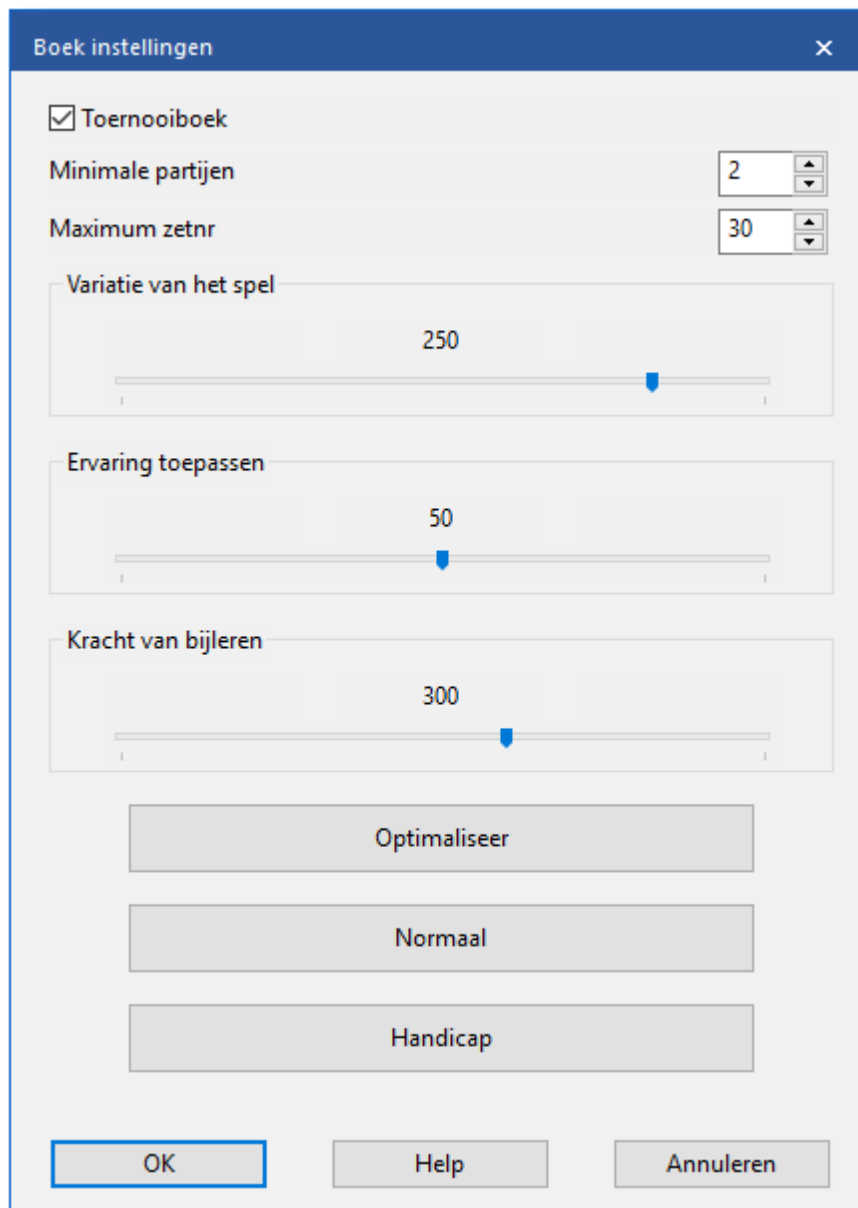 Boek instellingen
Toernooiboek
Minimale partijen 2
Maximum zetnr 30
Variatie van het spel
250
Ervaring toepassen
50
Kracht van bijleren
300
Optimaliseer
Normaal
Handicap
OK Help Annuleren